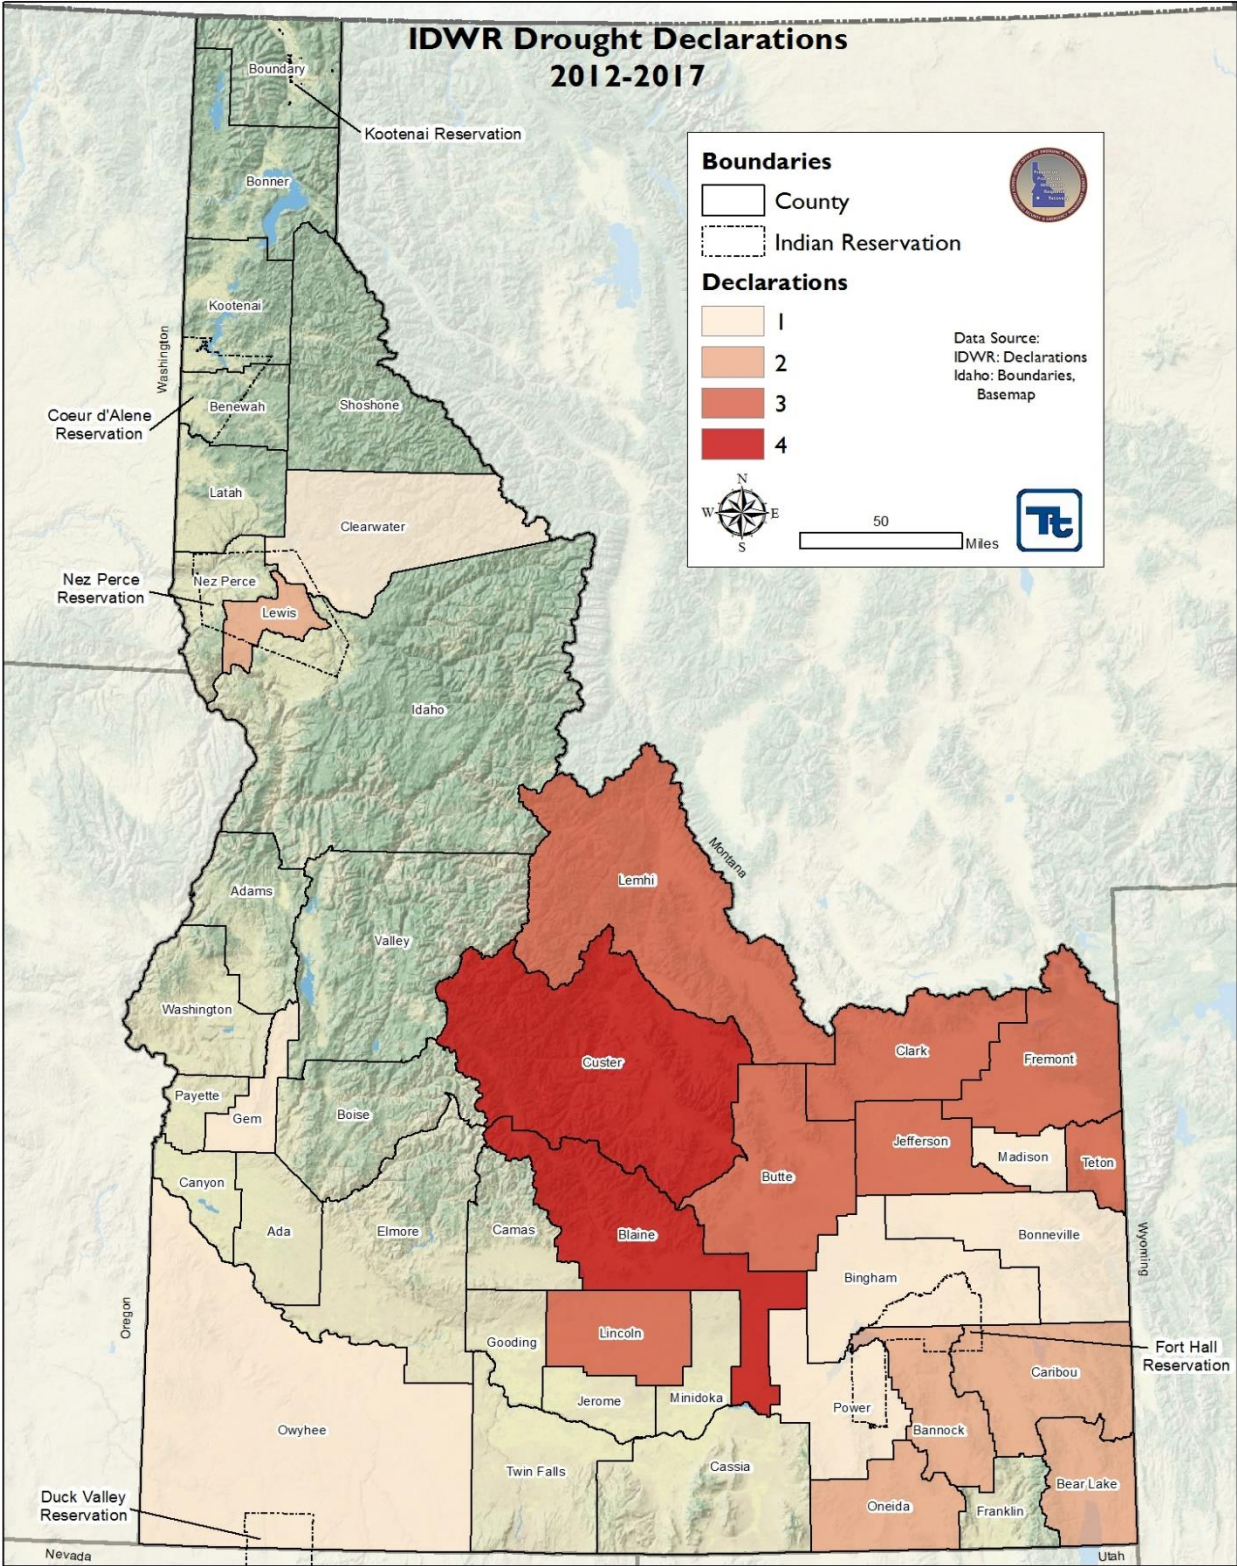 IDWR Drought Declarations
2012-2017
Boundary
Kootenai Reservation
Bonner
Boundaries
County
Indian Reservation
Declarations
1
2
3
4
Data Source:
IDWR: Declarations
Idaho: Boundaries,
Basemap
N
W
E
S
50
Miles
Tt
Kootenai
Washington
Coeur d'Alene
Reservation
Benewah
Shoshone
Latah
Clearwater
Nez Perce
Reservation
Nez Perce
Lewis
Idaho
Montana
Lemhi
Adams
Valley
Washington
Custer
Clark
Fremont
Payette
Gem
Boise
Jefferson
Madison
Teton
Canyon
Ada
Elmore
Camas
Blaine
Butte
Bonneville
Wyoming
Bingham
Oregon
Gooding
Lincoln
Fort Hall
Reservation
Caribou
Jerome
Minidoka
Power
Bannock
Owyhee
Twin Falls
Cassia
Bear Lake
Oneida
Franklin
Duck Valley
Reservation
Nevada
Utah